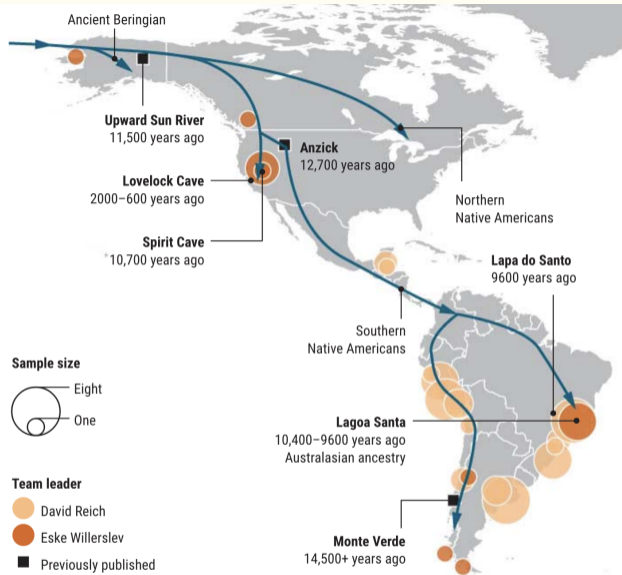 Ancient Beringian
Upward Sun River
11,500 years ago
Anzick
12,700 years ago
Lovelock Cave
2000–600 years ago
Northern
Native Americans
Spirit Cave
10,700 years ago
Lapa do Santo
9600 years ago
Southern
Native Americans
Sample size
Eight
One
Lagoa Santa
10,400–9600 years ago
Australasian ancestry
Team leader
David Reich
Eske Willerslev
Previously published
Monte Verde
14,500+ years ago